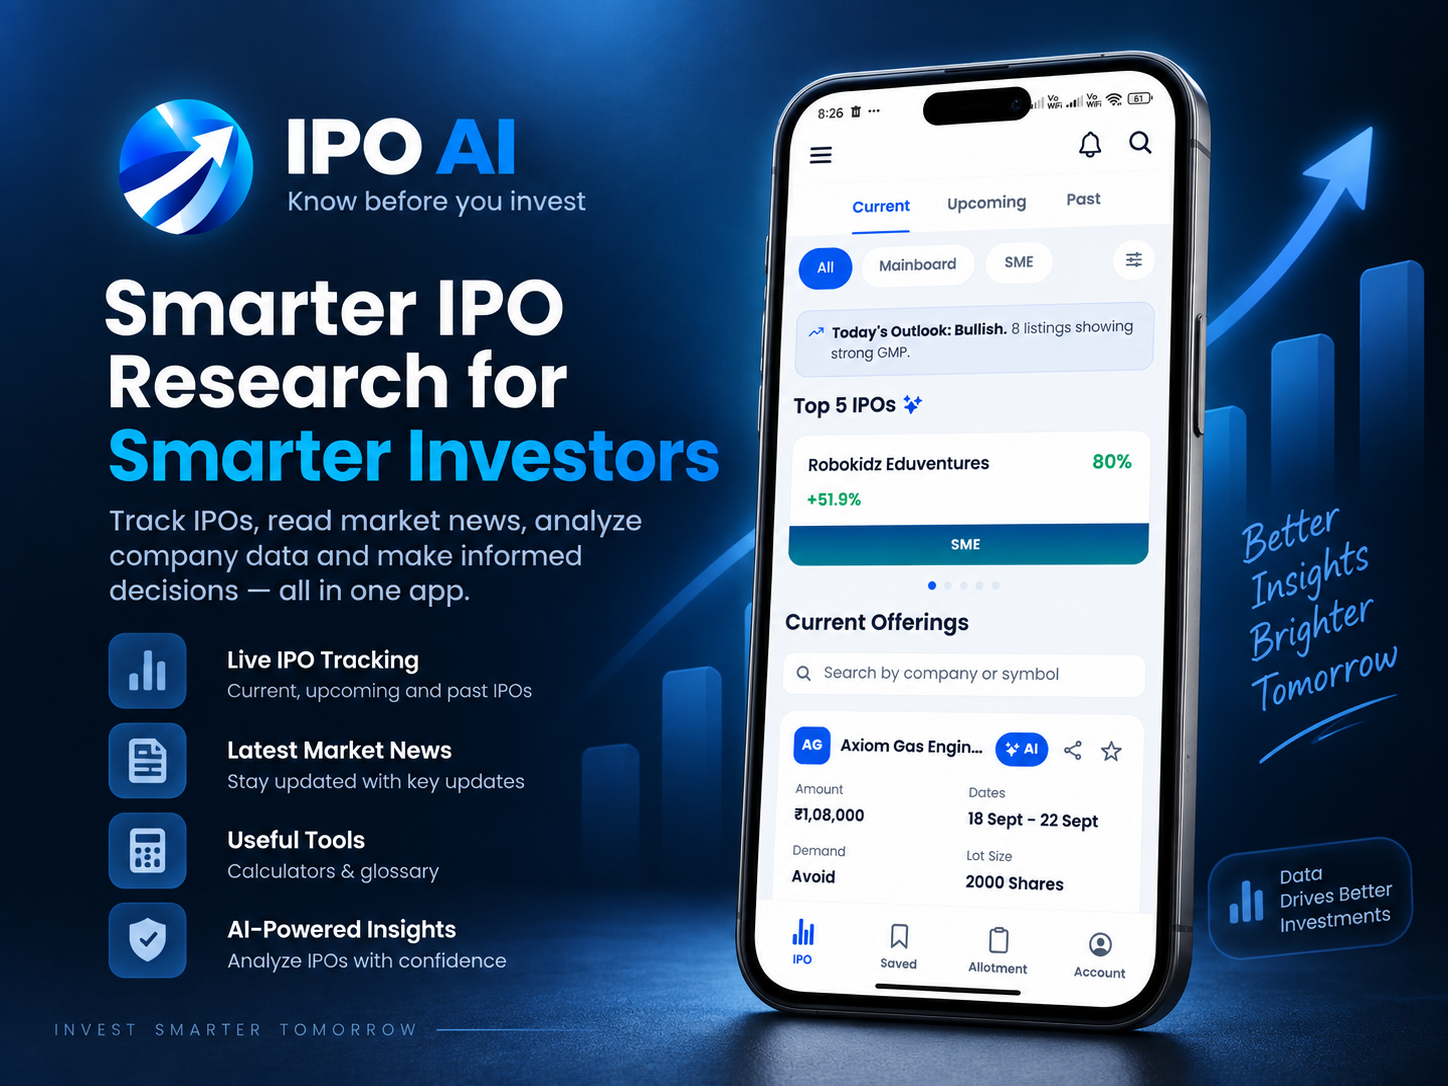 IPO AI
Know before you invest
Smarter IPO
Research for
Smarter Investors
Track IPOs, read market news, analyze
company data and make informed
decisions — all in one app.
Live IPO Tracking
Current, upcoming and past IPOs
Latest Market News
Stay updated with key updates
Useful Tools
Calculators & glossary
AI-Powered Insights
Analyze IPOs with confidence
INVEST SMARTER TOMORROW
8:26 Vo WiFi Vo WiFi 61
Current Upcoming Past
All Mainboard SME
Today's Outlook: Bullish. 8 listings showing
strong GMP.
Top 5 IPOs
Robokidz Eduventures 80%
+51.9%
SME
Current Offerings
Search by company or symbol
AG Axiom Gas Engin... AI
Amount Dates
₹1,08,000 18 Sept – 22 Sept
Demand Lot Size
Avoid 2000 Shares
IPO Saved Allotment Account
Better
Insights
Brighter
Tomorrow
Data
Drives Better
Investments